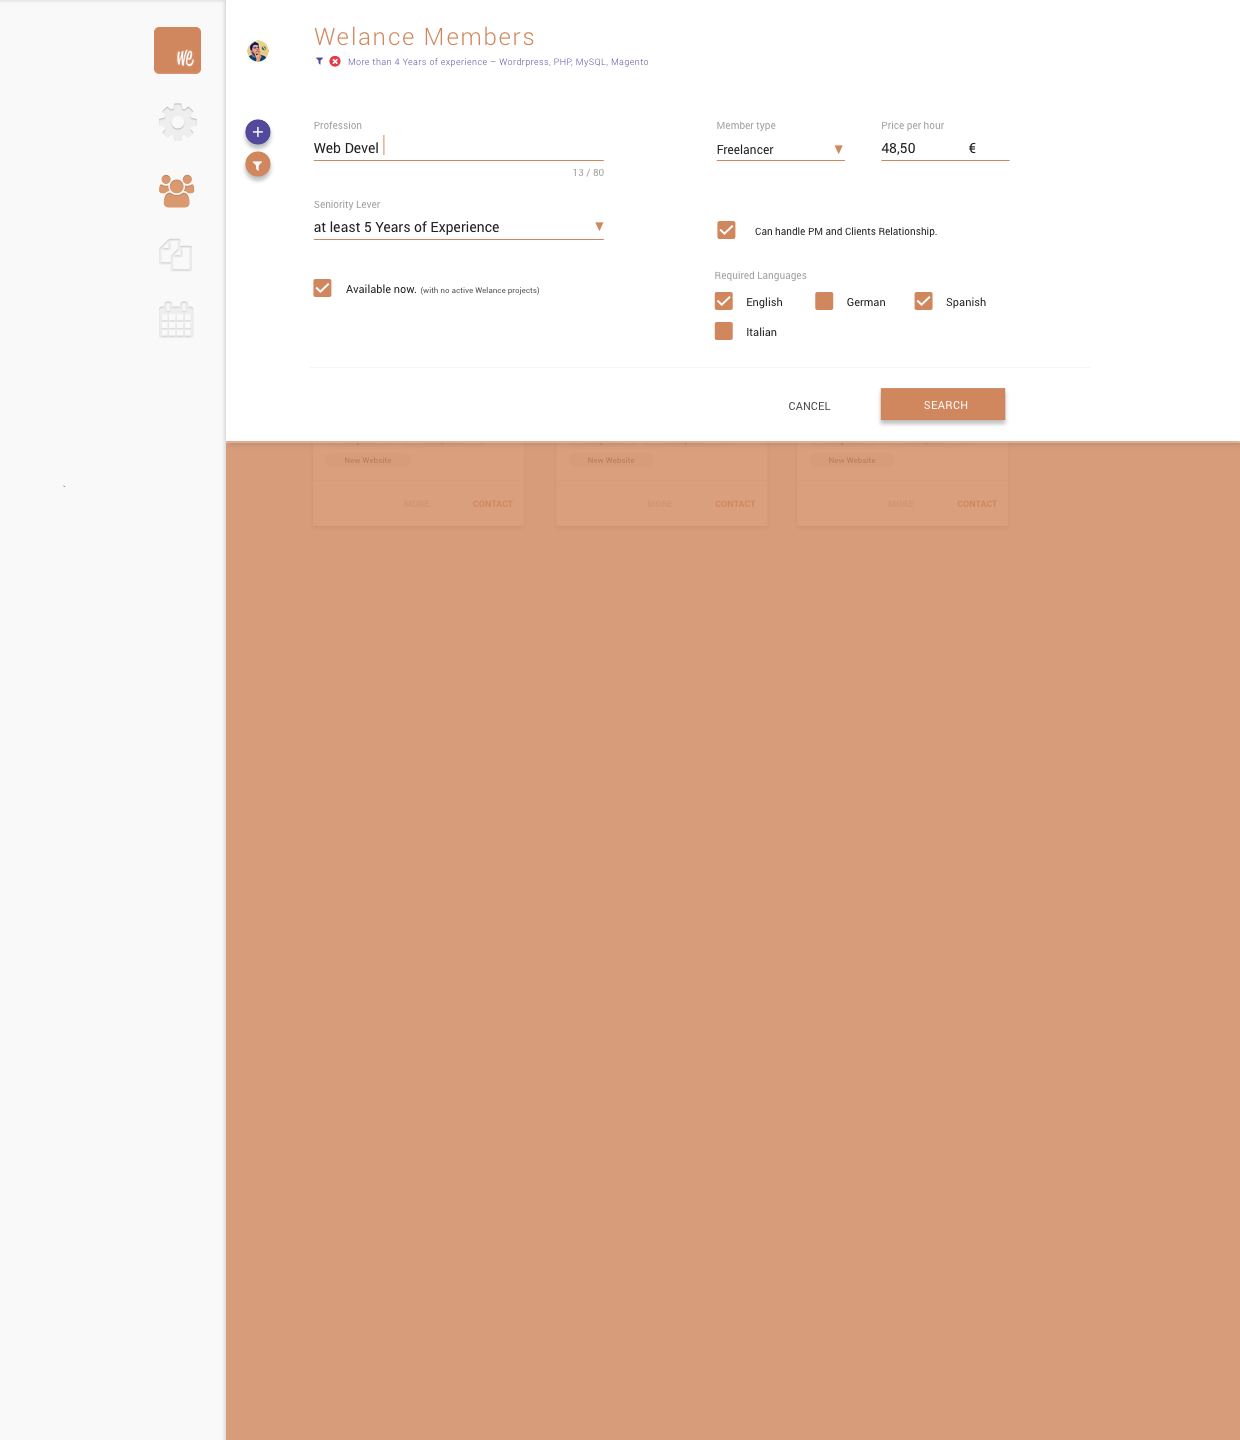 we
Welance Members
More than 4 Years of experience – Wordrpress, PHP, MySQL, Magento
Profession
Web Devel
13 / 80
Member type
Freelancer
Price per hour
48,50 €
Seniority Lever
at least 5 Years of Experience
Can handle PM and Clients Relationship.
Available now. (with no active Welance projects)
Required Languages
English German Spanish
Italian
CANCEL SEARCH
New Website New Website New Website
MORE CONTACT MORE CONTACT MORE CONTACT